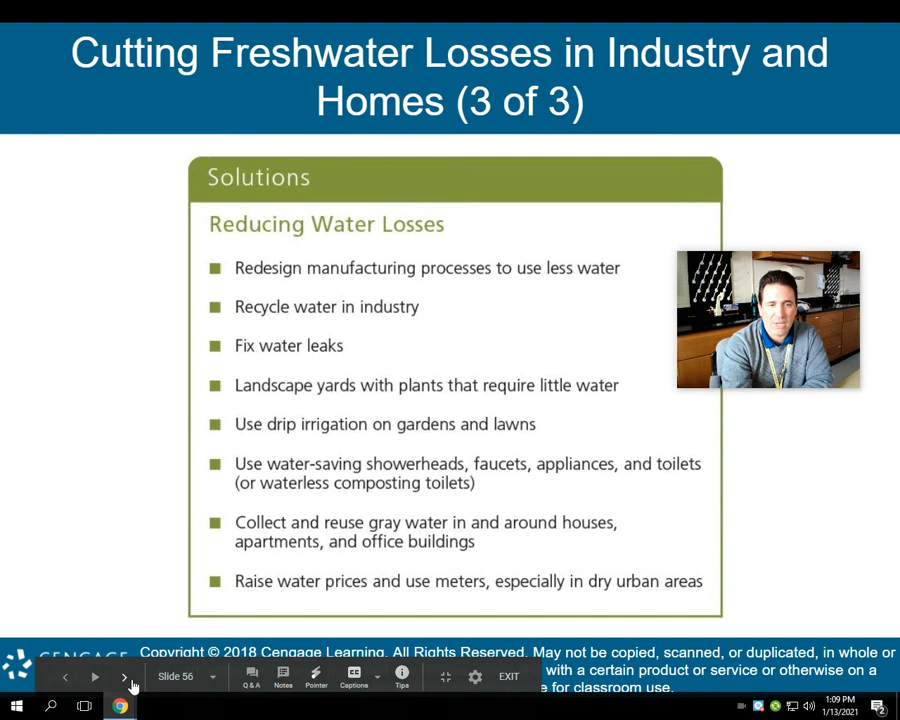 Cutting Freshwater Losses in Industry and
Homes (3 of 3)
Solutions
Reducing Water Losses
Redesign manufacturing processes to use less water
Recycle water in industry
Fix water leaks
Landscape yards with plants that require little water
Use drip irrigation on gardens and lawns
Use water-saving showerheads, faucets, appliances, and toilets
(or waterless composting toilets)
Collect and reuse gray water in and around houses,
apartments, and office buildings
Raise water prices and use meters, especially in dry urban areas
CENGAGE
Copyright © 2018 Cengage Learning. All Rights Reserved. May not be copied, scanned, or duplicated, in whole or
with a certain product or service or otherwise on a
e for classroom use.
Slide 56
Q & A
Notes
Pointer
Captions
Tips
EXIT
1:09 PM
1/13/2021
2